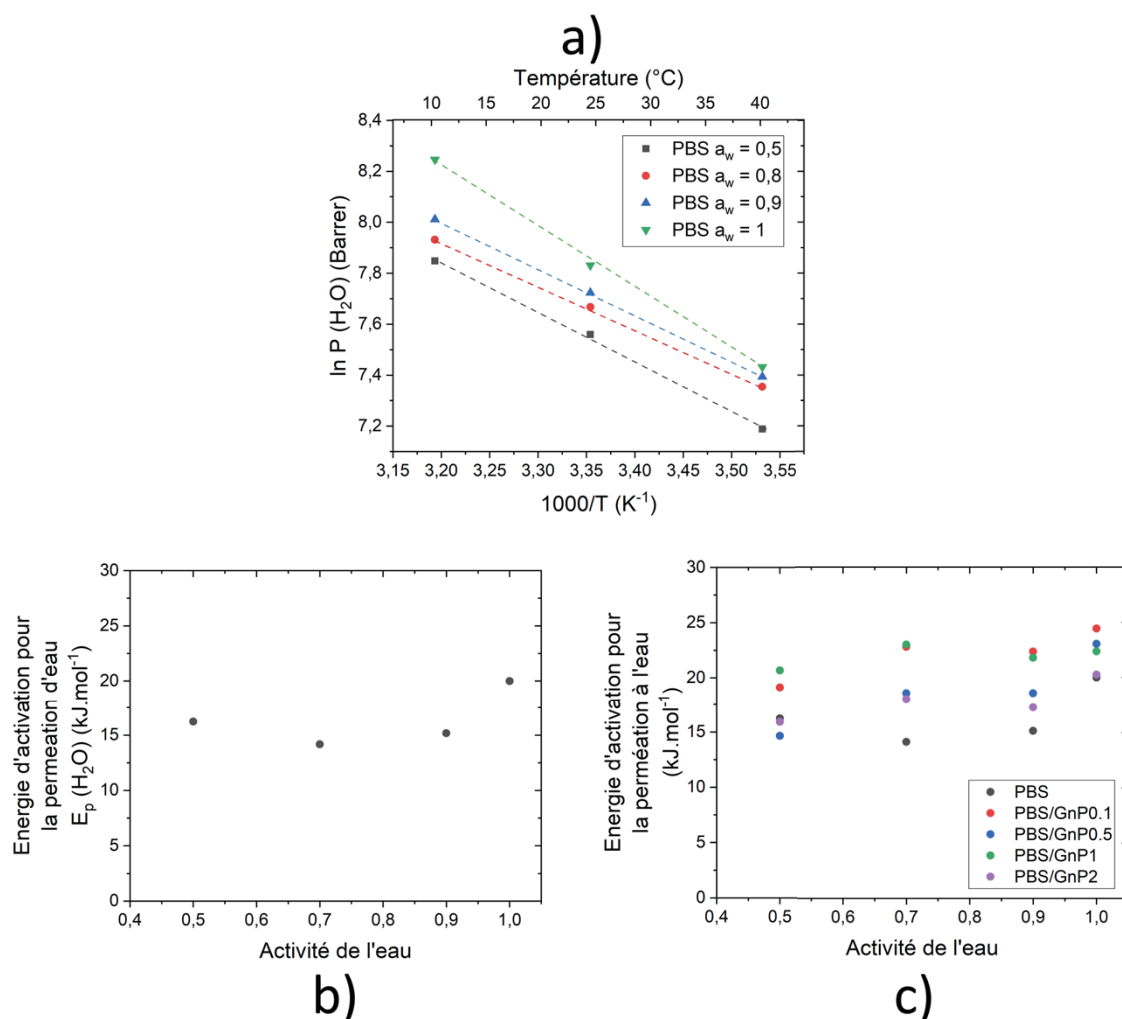 a)
Température (°C)
10 15 20 25 30 35 40
8,4
8,2
8,0
7,8
7,6
7,4
7,2
ln P (H₂O) (Barrer)
PBS a_w = 0,5
PBS a_w = 0,8
PBS a_w = 0,9
PBS a_w = 1
3,15 3,20 3,25 3,30 3,35 3,40 3,45 3,50 3,55
1000/T (K⁻¹)
Energie d'activation pour
la permeation d'eau
E_p (H₂O) (kJ.mol⁻¹)
30
25
20
15
10
5
0
0,4 0,5 0,6 0,7 0,8 0,9 1,0
Activité de l'eau
b)
Energie d'activation pour
la perméation à l'eau
(kJ.mol⁻¹)
30
25
20
15
10
5
0
PBS
PBS/GnP0.1
PBS/GnP0.5
PBS/GnP1
PBS/GnP2
0,4 0,5 0,6 0,7 0,8 0,9 1,0
Activité de l'eau
c)